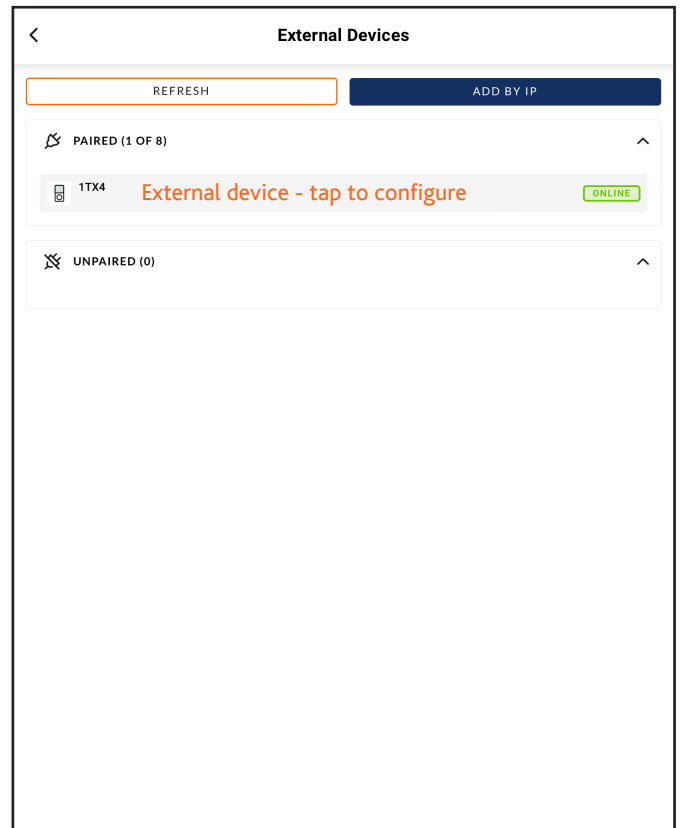 External Devices
REFRESH
ADD BY IP
PAIRED (1 OF 8)
1TX4
External device - tap to configure
ONLINE
UNPAIRED (0)